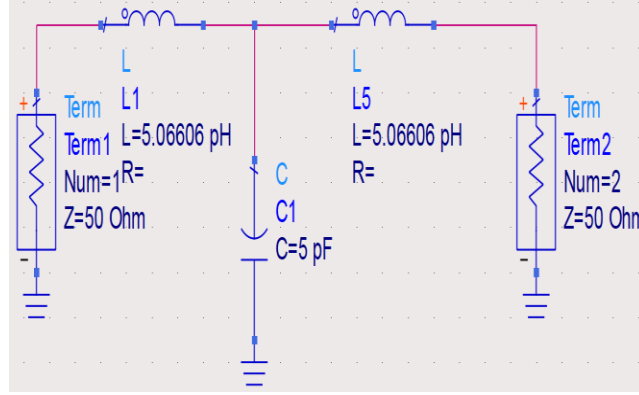 L
L1
L=5.06606 pH
R=
L
L5
L=5.06606 pH
R=
+
Term
Term1
Num=1
Z=50 Ohm
-
C
C1
C=5 pF
+
Term
Term2
Num=2
Z=50 Ohm
-